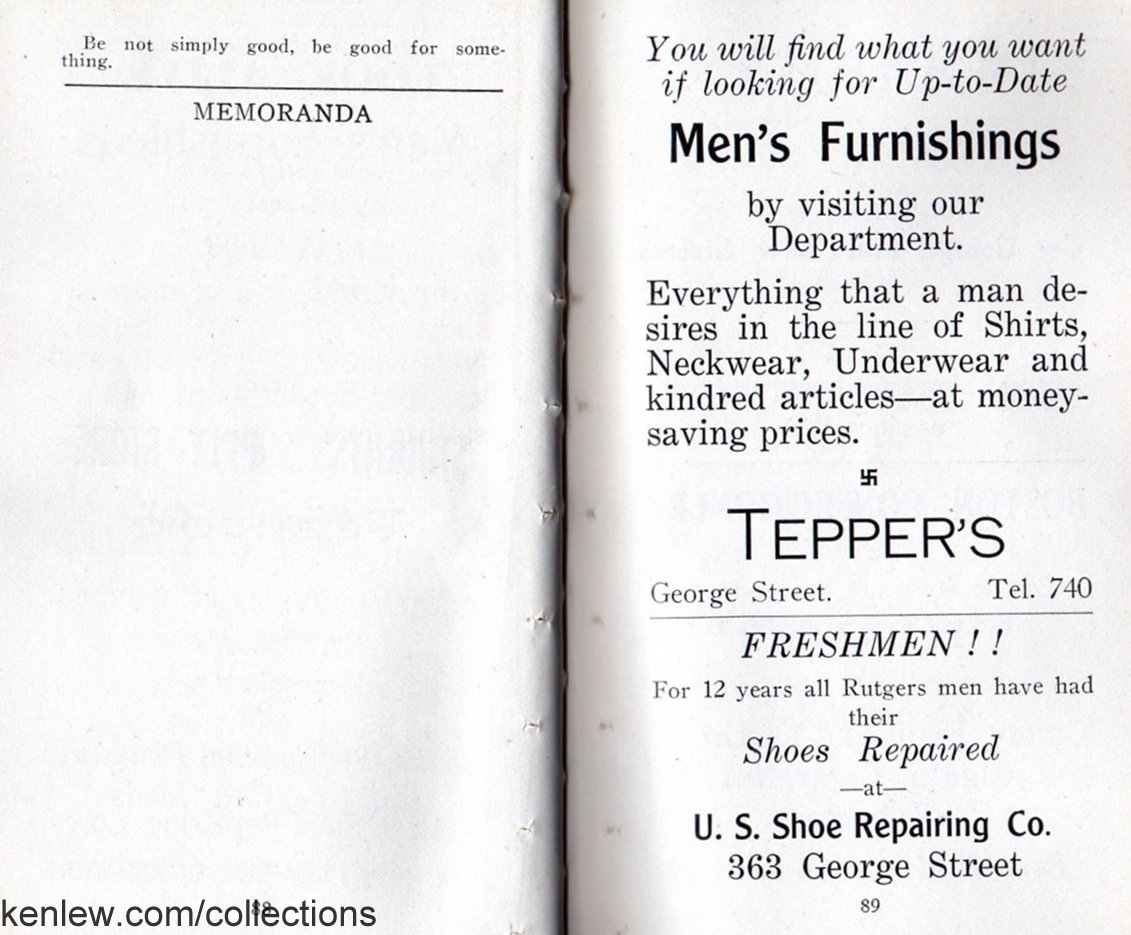 Be not simply good, be good for some-
thing.
MEMORANDA
88
You will find what you want
if looking for Up-to-Date
Men's Furnishings
by visiting our
Department.
Everything that a man de-
sires in the line of Shirts,
Neckwear, Underwear and
kindred articles—at money-
saving prices.
卐
TEPPER'S
George Street. Tel. 740
FRESHMEN ! !
For 12 years all Rutgers men have had
their
Shoes Repaired
—at—
U. S. Shoe Repairing Co.
363 George Street
89
kenlew.com/collections